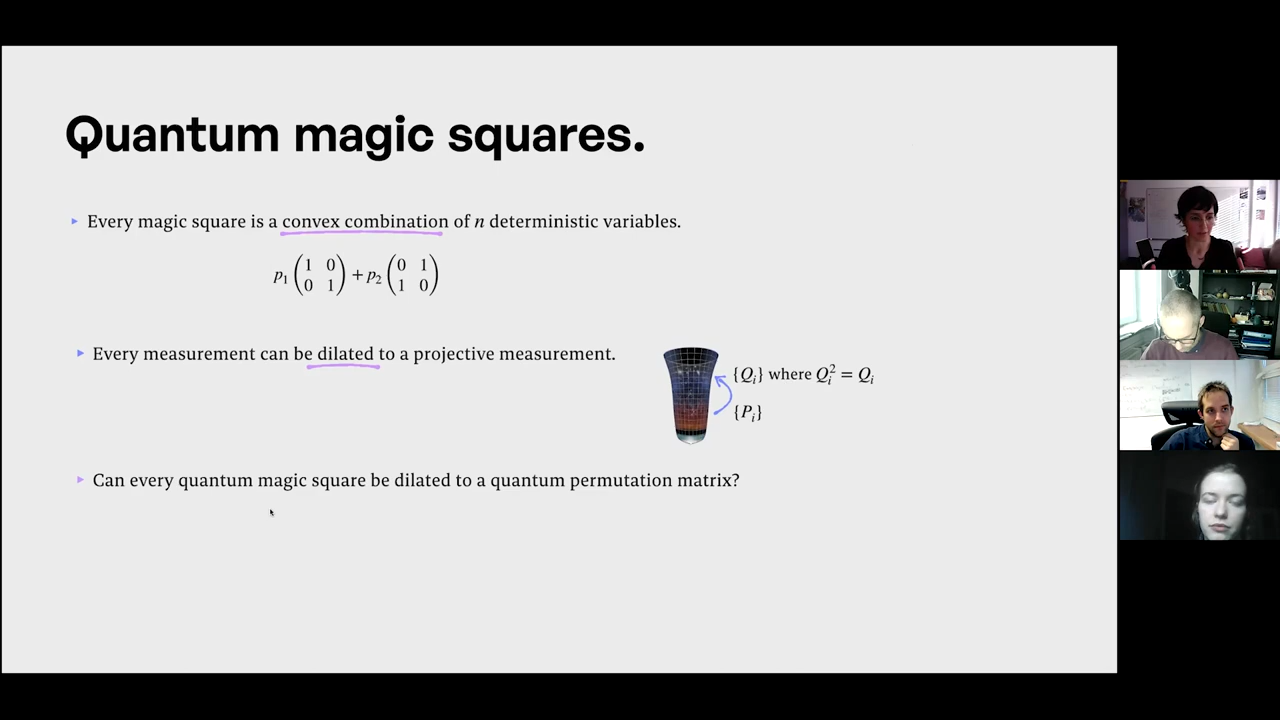 Quantum magic squares.
▸ Every magic square is a convex combination of n deterministic variables.
p₁ (1 0 / 0 1) + p₂ (0 1 / 1 0)
▸ Every measurement can be dilated to a projective measurement.
{Qᵢ} where Qᵢ² = Qᵢ
{Pᵢ}
▸ Can every quantum magic square be dilated to a quantum permutation matrix?